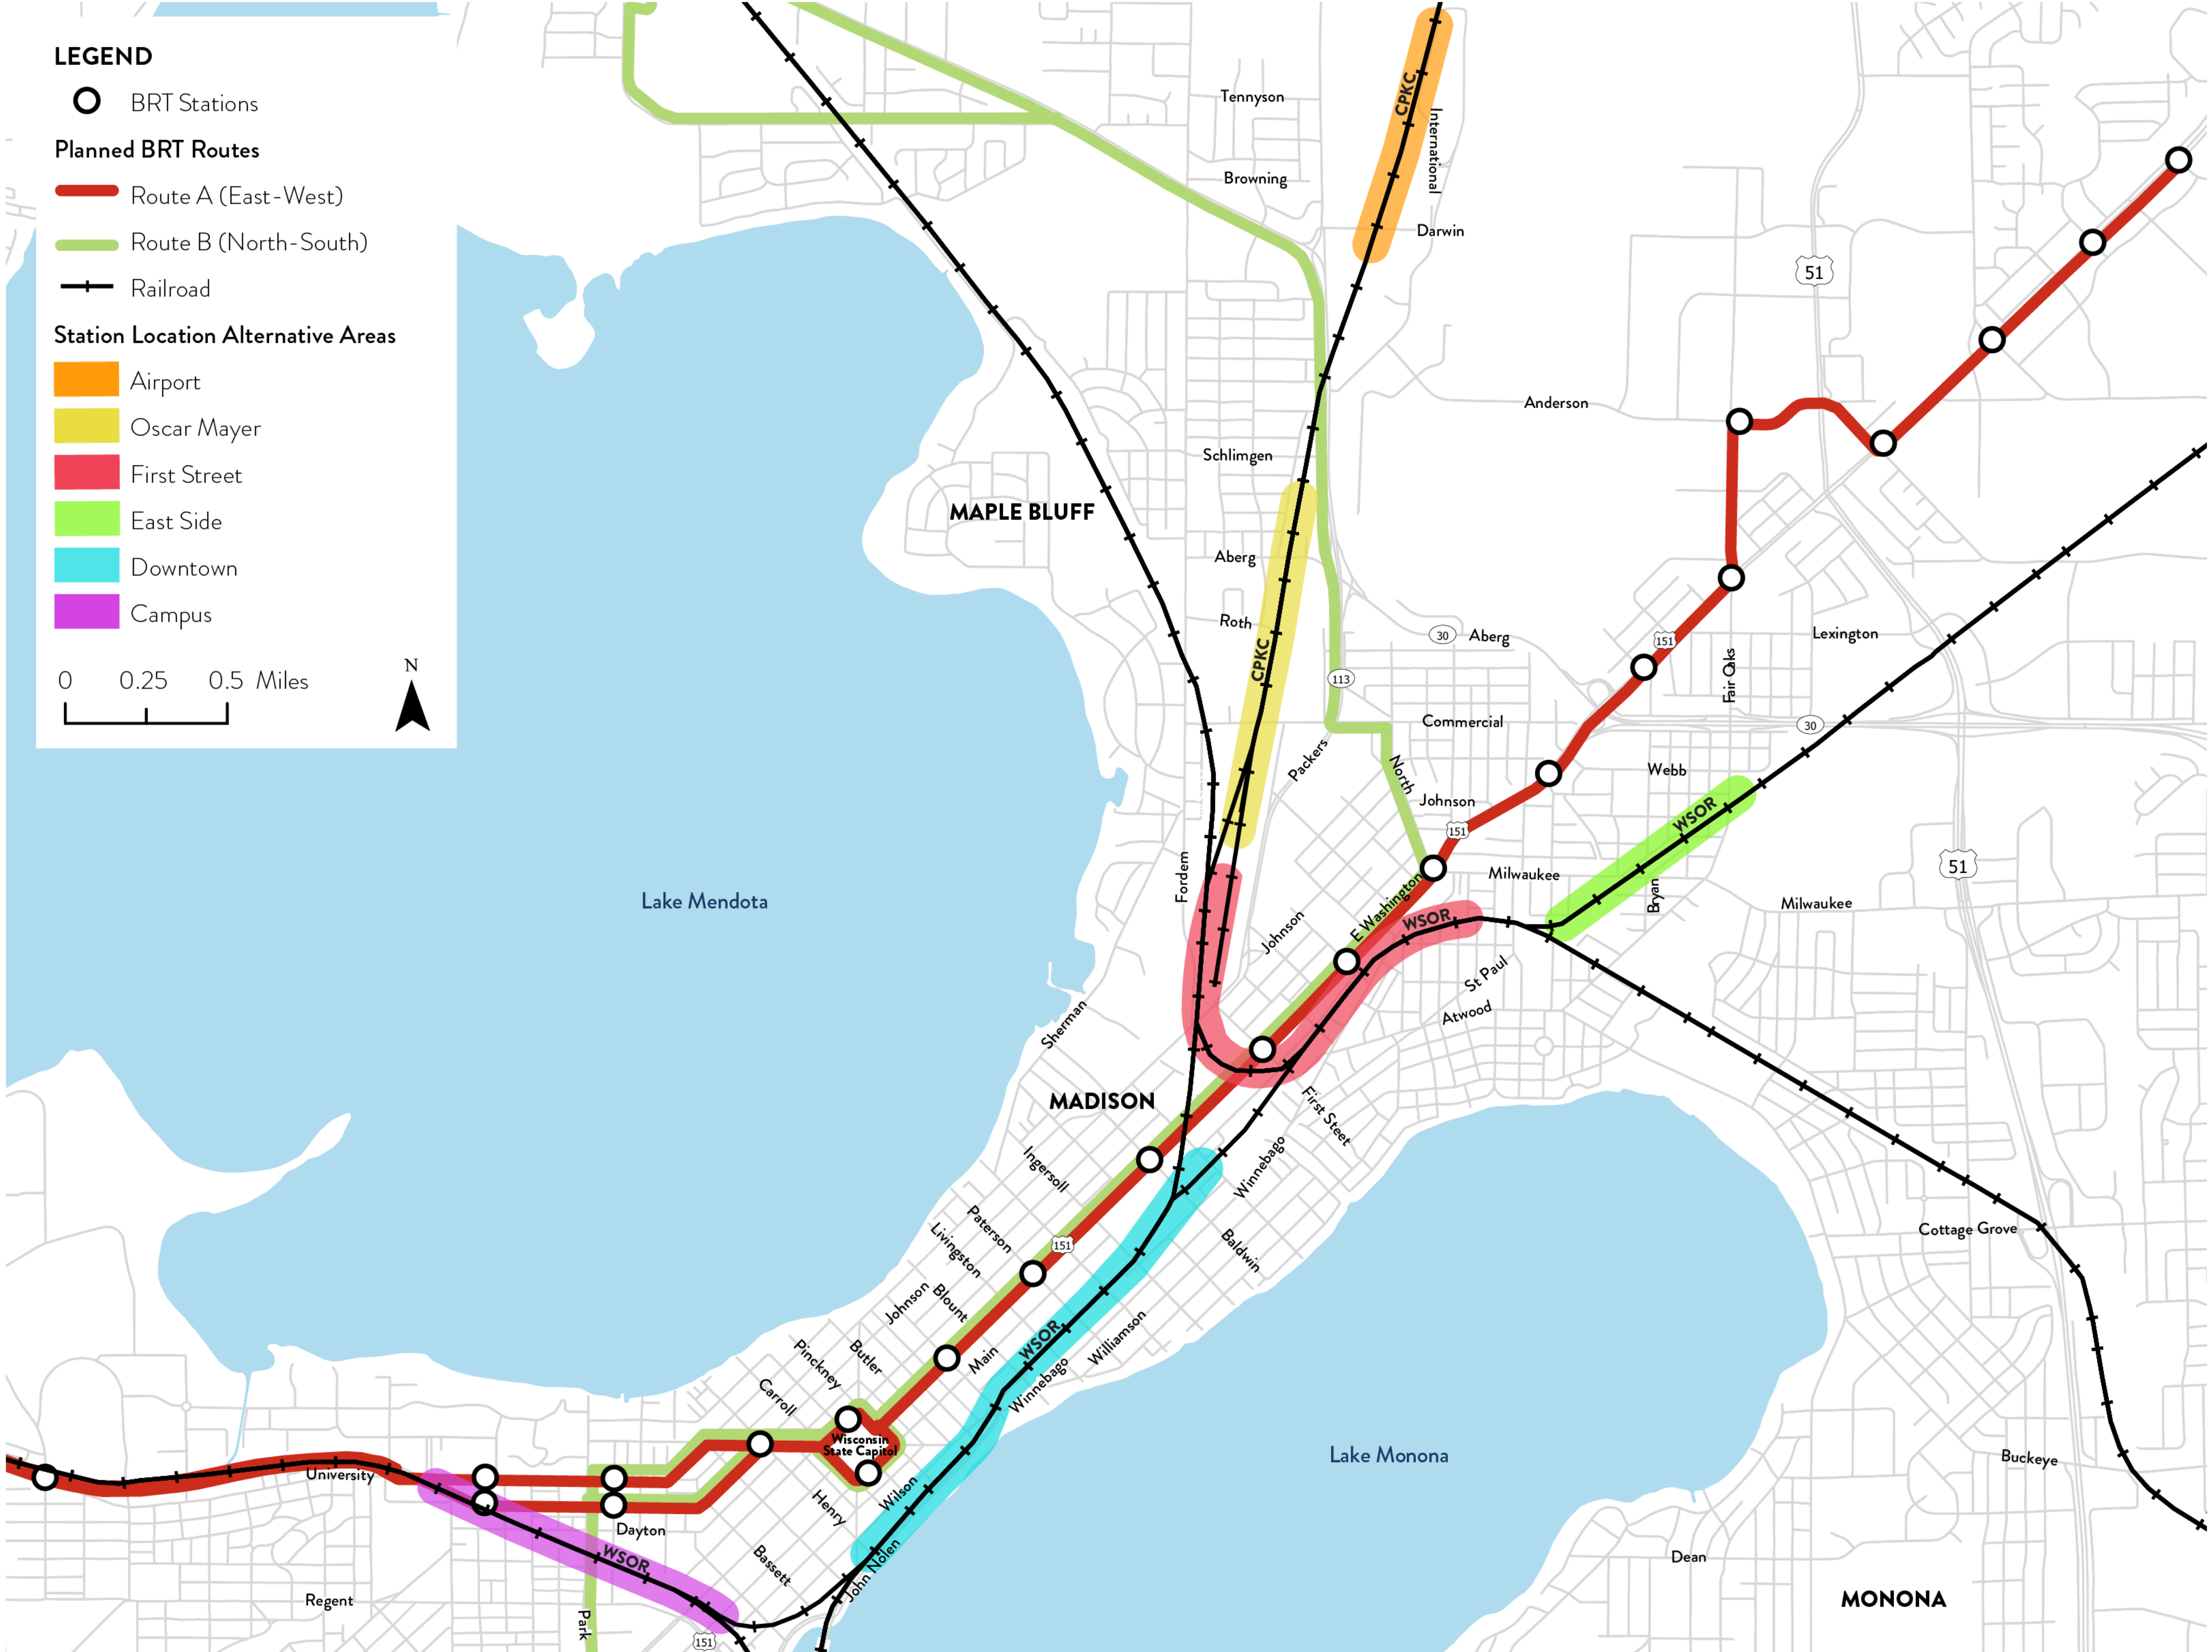 LEGEND
BRT Stations
Planned BRT Routes
Route A (East-West)
Route B (North-South)
Railroad
Station Location Alternative Areas
Airport
Oscar Mayer
First Street
East Side
Downtown
Campus
0 0.25 0.5 Miles
N
Tennyson
CPKC
International
Browning
Darwin
51
Anderson
Schlimgen
MAPLE BLUFF
Aberg
Roth
30
Aberg
151
Lexington
CPKC
113
Fair Oaks
Commercial
30
Packers
North
Webb
Johnson
151
WSOR
Fordem
Milwaukee
51
Bryan
Milwaukee
Lake Mendota
E Washington
WSOR
Johnson
St Paul
Atwood
Sherman
MADISON
First Steet
Ingersoll
Winnebago
Paterson
Livingston
151
Baldwin
Cottage Grove
Johnson
Blount
WSOR
Williamson
Pinckney
Butler
Main
Winnebago
Carroll
Wisconsin
State Capitol
Lake Monona
Buckeye
University
Wilson
Henry
Dayton
WSOR
Bassett
John Nolen
Dean
Regent
Park
MONONA
151